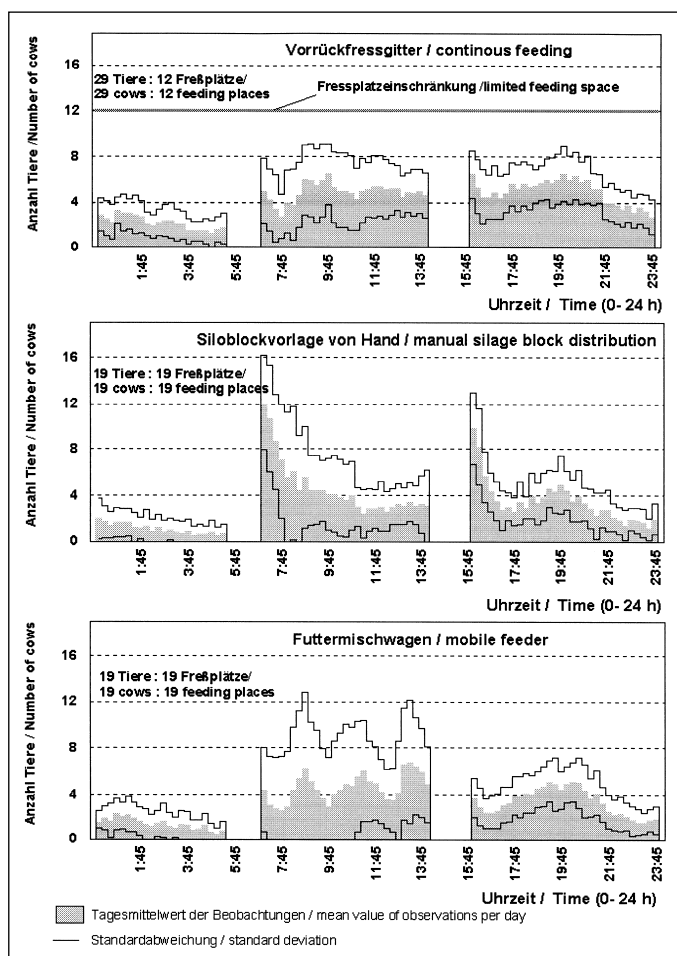 Vorrückfressgitter / continous feeding
Anzahl Tiere /Number of cows
16
12
8
4
0
29 Tiere : 12 Freßplätze/
29 cows : 12 feeding places
Fressplatzeinschränkung /limited feeding space
1:45
3:45
5:45
7:45
9:45
11:45
13:45
15:45
17:45
19:45
21:45
23:45
Uhrzeit / Time (0- 24 h)
Siloblockvorlage von Hand / manual silage block distribution
Anzahl Tiere / Number of cows
16
12
8
4
0
19 Tiere : 19 Freßplätze/
19 cows : 19 feeding places
1:45
3:45
5:45
7:45
9:45
11:45
13:45
15:45
17:45
19:45
21:45
23:45
Uhrzeit / Time (0- 24 h)
Futtermischwagen / mobile feeder
Anzahl Tiere / Number of cows
16
12
8
4
0
19 Tiere : 19 Freßplätze/
19 cows : 19 feeding places
1:45
3:45
5:45
7:45
9:45
11:45
13:45
15:45
17:45
19:45
21:45
23:45
Uhrzeit / Time (0- 24 h)
Tagesmittelwert der Beobachtungen / mean value of observations per day
Standardabweichung / standard deviation